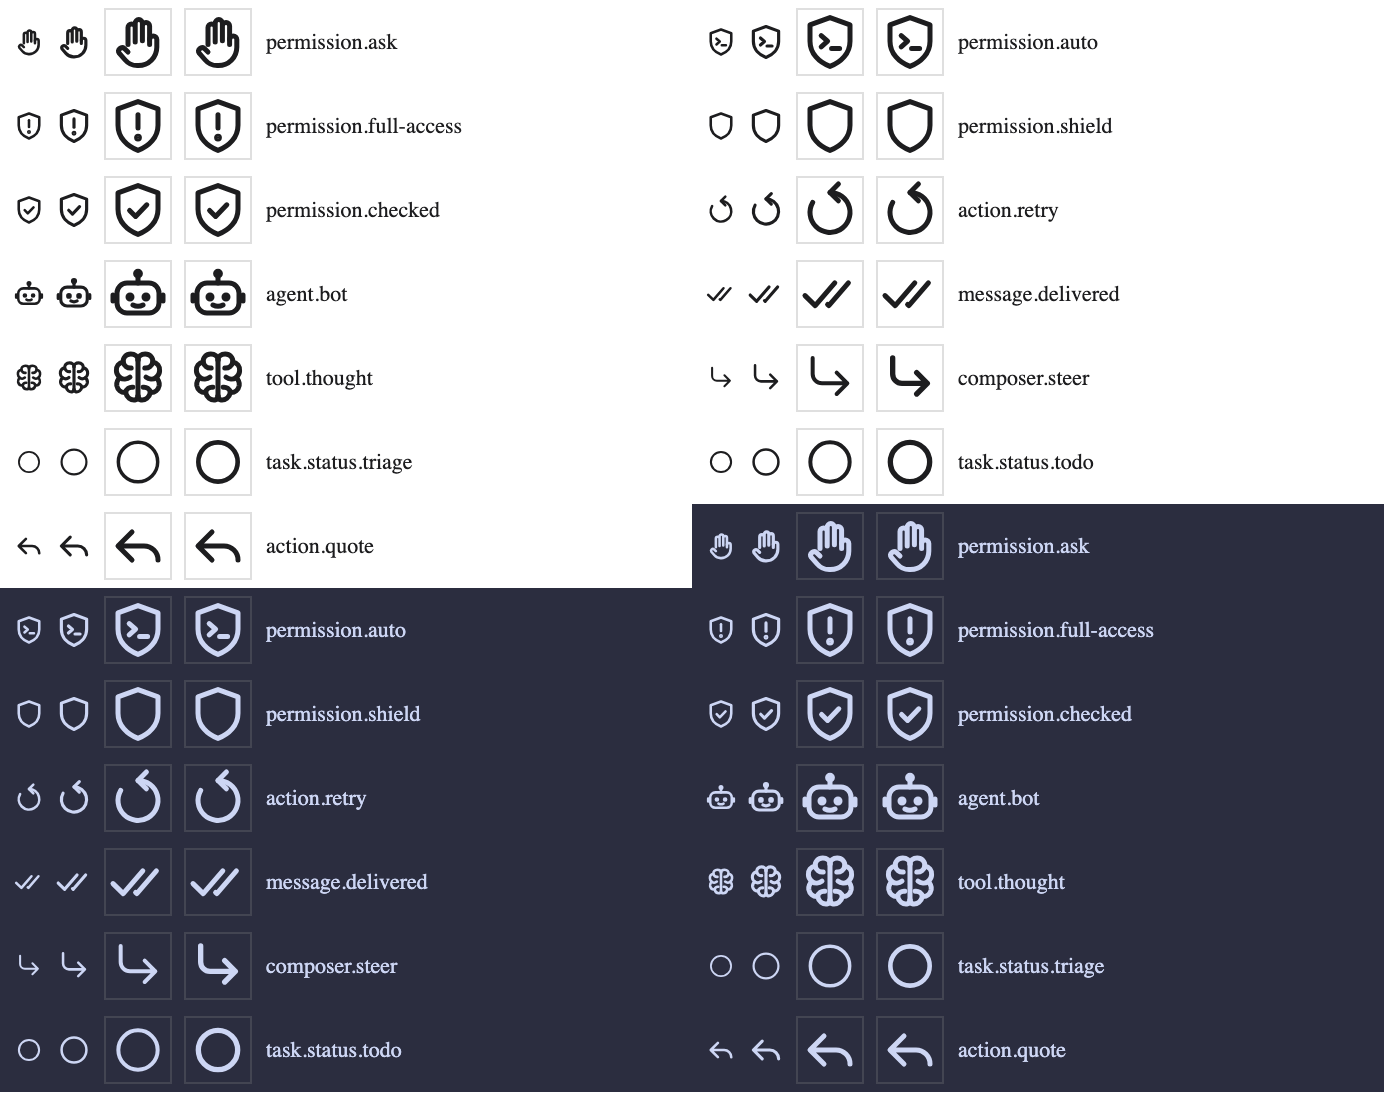 permission.ask
permission.auto
permission.full-access
permission.shield
permission.checked
action.retry
agent.bot
message.delivered
tool.thought
composer.steer
task.status.triage
task.status.todo
action.quote
permission.ask
permission.auto
permission.full-access
permission.shield
permission.checked
action.retry
agent.bot
message.delivered
tool.thought
composer.steer
task.status.triage
task.status.todo
action.quote